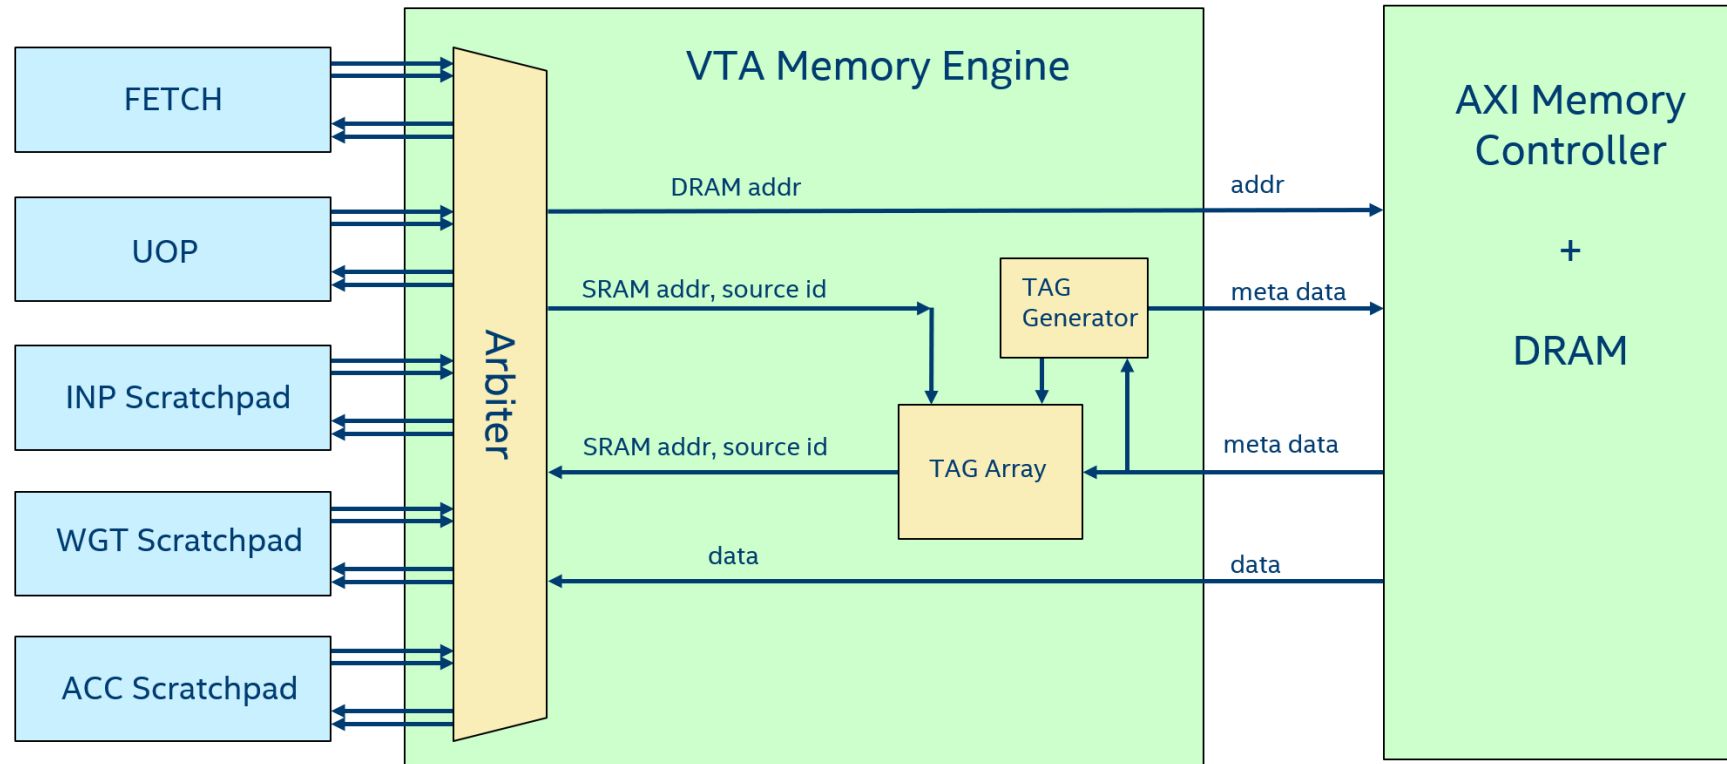 VTA Memory Engine
AXI Memory
Controller
+
DRAM
FETCH
UOP
INP Scratchpad
WGT Scratchpad
ACC Scratchpad
Arbiter
DRAM addr
addr
SRAM addr, source id
TAG
Generator
meta data
SRAM addr, source id
TAG Array
meta data
data
data